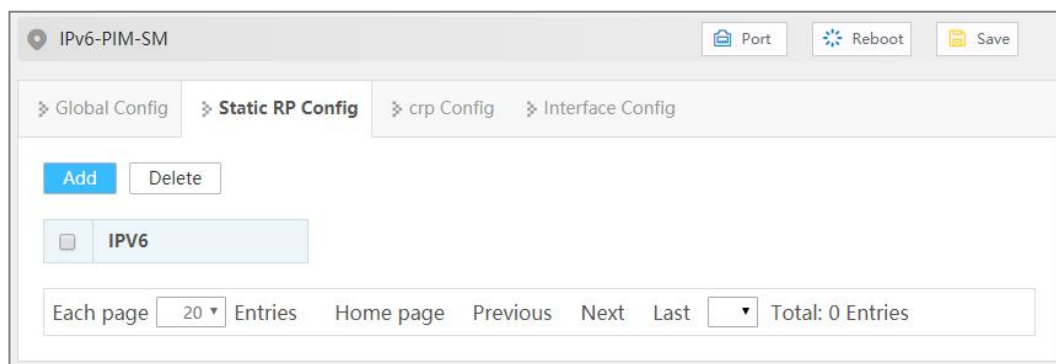 IPv6-PIM-SM Port Reboot Save
Global Config Static RP Config crp Config Interface Config
Add Delete
IPV6
Each page 20 Entries Home page Previous Next Last Total: 0 Entries